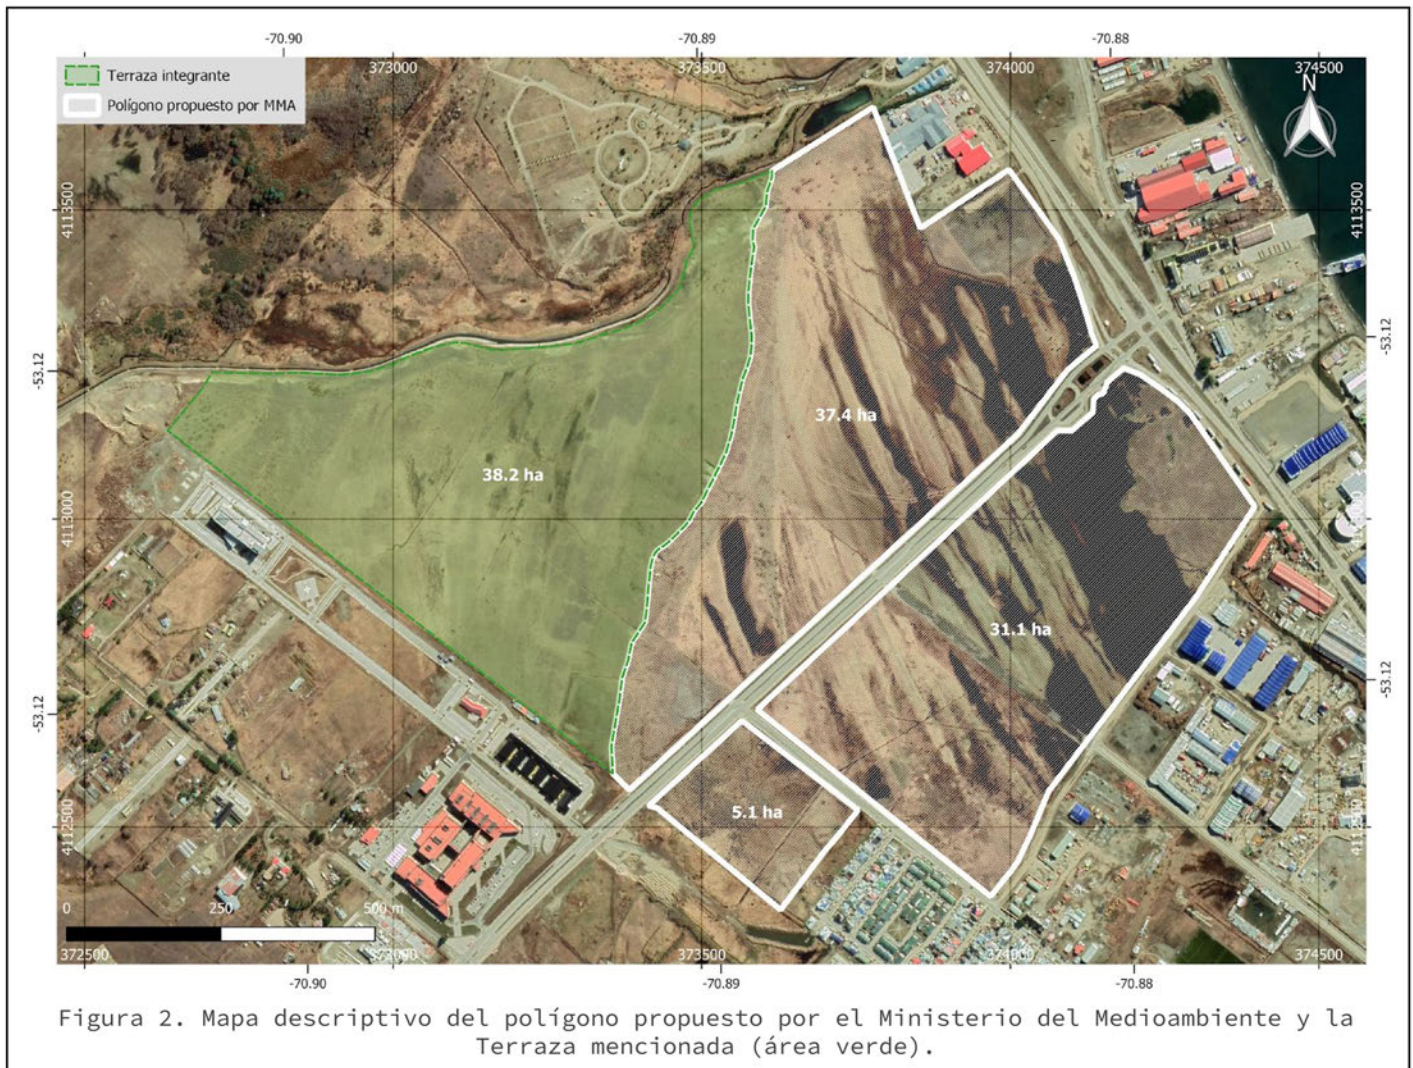 -70.90
-70.89
-70.88
373000
373500
374000
374500
Terraza integrante
Polígono propuesto por MMA
N
4113500
4113500
-53.12
-53.12
37.4 ha
38.2 ha
4113000
31.1 ha
-53.12
-53.12
5.1 ha
4112500
0
250
500 m
372500
373500
374000
374500
-70.90
-70.89
-70.88
Figura 2. Mapa descriptivo del polígono propuesto por el Ministerio del Medioambiente y la
Terraza mencionada (área verde).